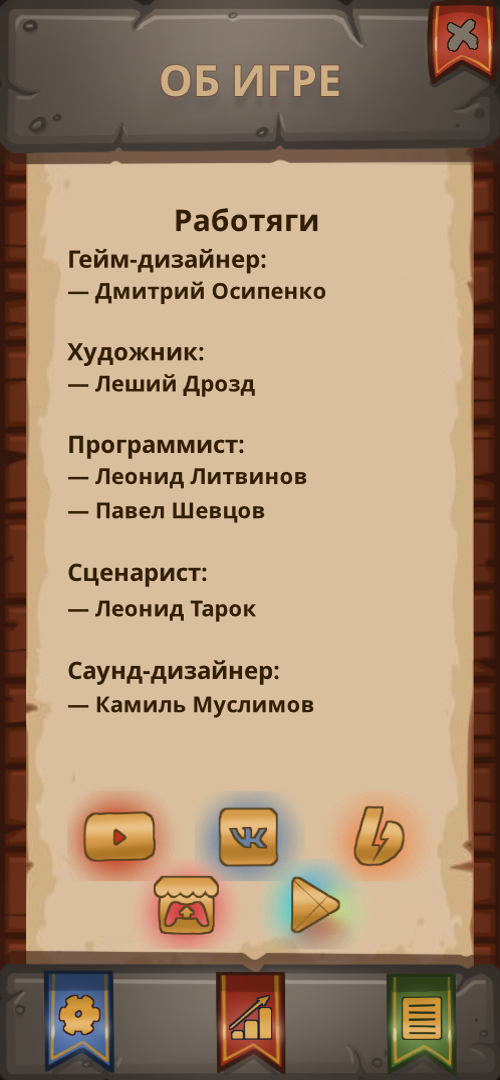 ОБ ИГРЕ
Работяги
Гейм-дизайнер:
— Дмитрий Осипенко
Художник:
— Леший Дрозд
Программист:
— Леонид Литвинов
— Павел Шевцов
Сценарист:
— Леонид Тарок
Саунд-дизайнер:
— Камиль Муслимов